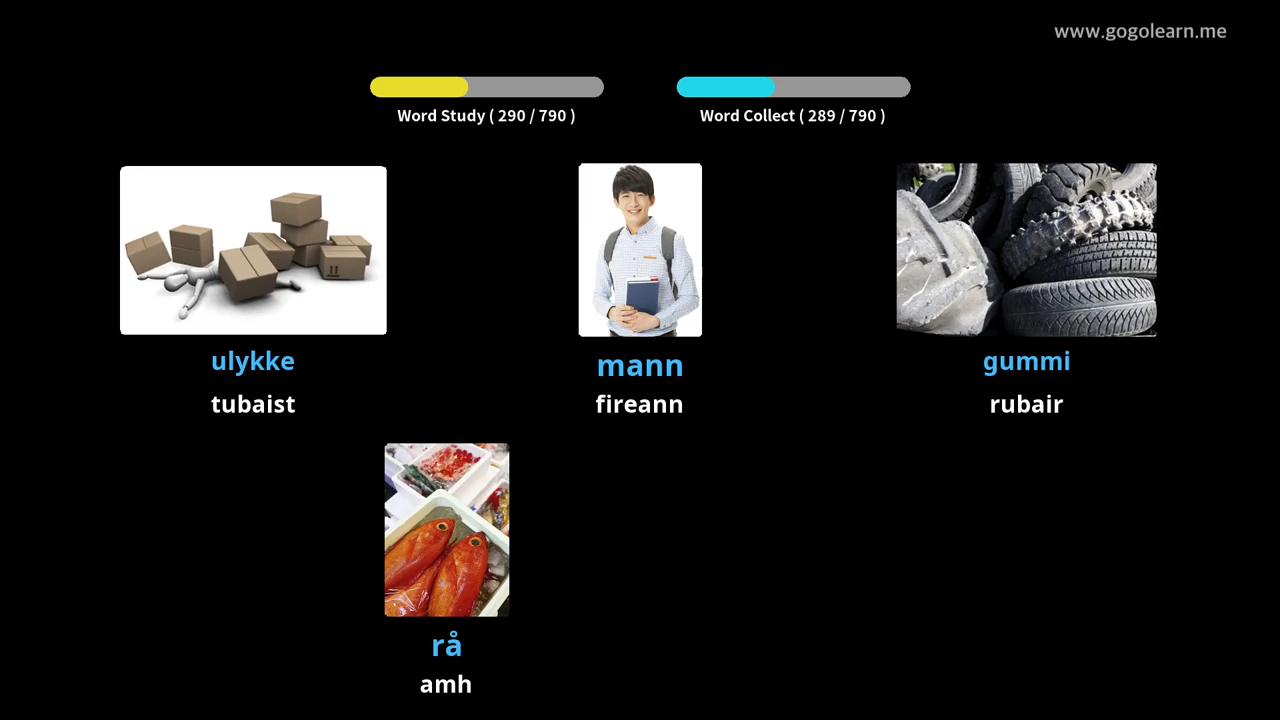 www.gogolearn.me
Word Study ( 290 / 790 )
Word Collect ( 289 / 790 )
ulykke
mann
gummi
tubaist
fireann
rubair
rå
amh